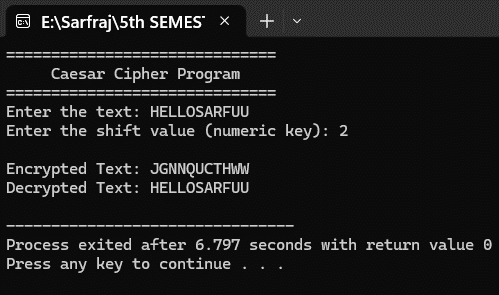 E:\Sarfraj\5th SEMEST
==============================
Caesar Cipher Program
==============================
Enter the text: HELLOSARFUU
Enter the shift value (numeric key): 2
Encrypted Text: JGNNQUCTHWW
Decrypted Text: HELLOSARFUU
--------------------------------
Process exited after 6.797 seconds with return value 0
Press any key to continue . . .